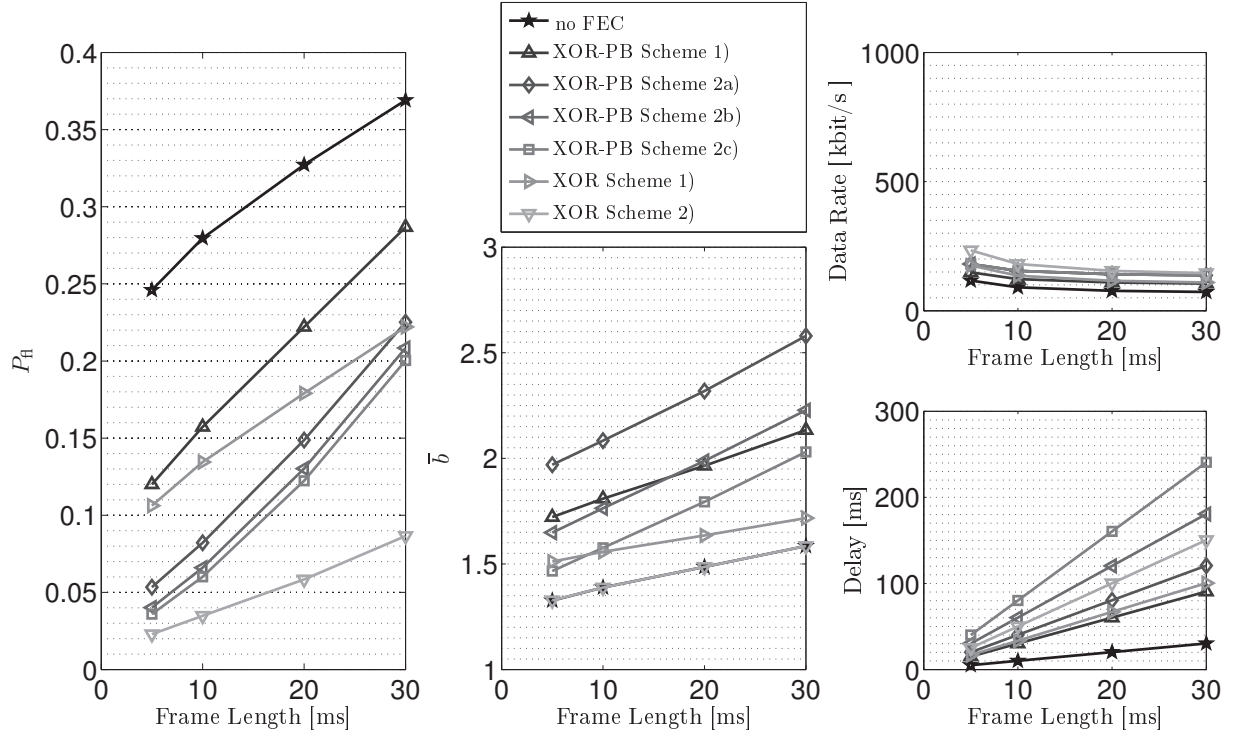 0.4
0.35
0.3
0.25
0.2
0.15
0.1
0.05
0
0 10 20 30
P_fl
Frame Length [ms]
no FEC
XOR-PB Scheme 1)
XOR-PB Scheme 2a)
XOR-PB Scheme 2b)
XOR-PB Scheme 2c)
XOR Scheme 1)
XOR Scheme 2)
3
2.5
2
1.5
1
0 10 20 30
b̅
Frame Length [ms]
1000
500
0
0 10 20 30
Data Rate [ kbit/s ]
Frame Length [ms]
300
200
100
0
0 10 20 30
Delay [ms]
Frame Length [ms]